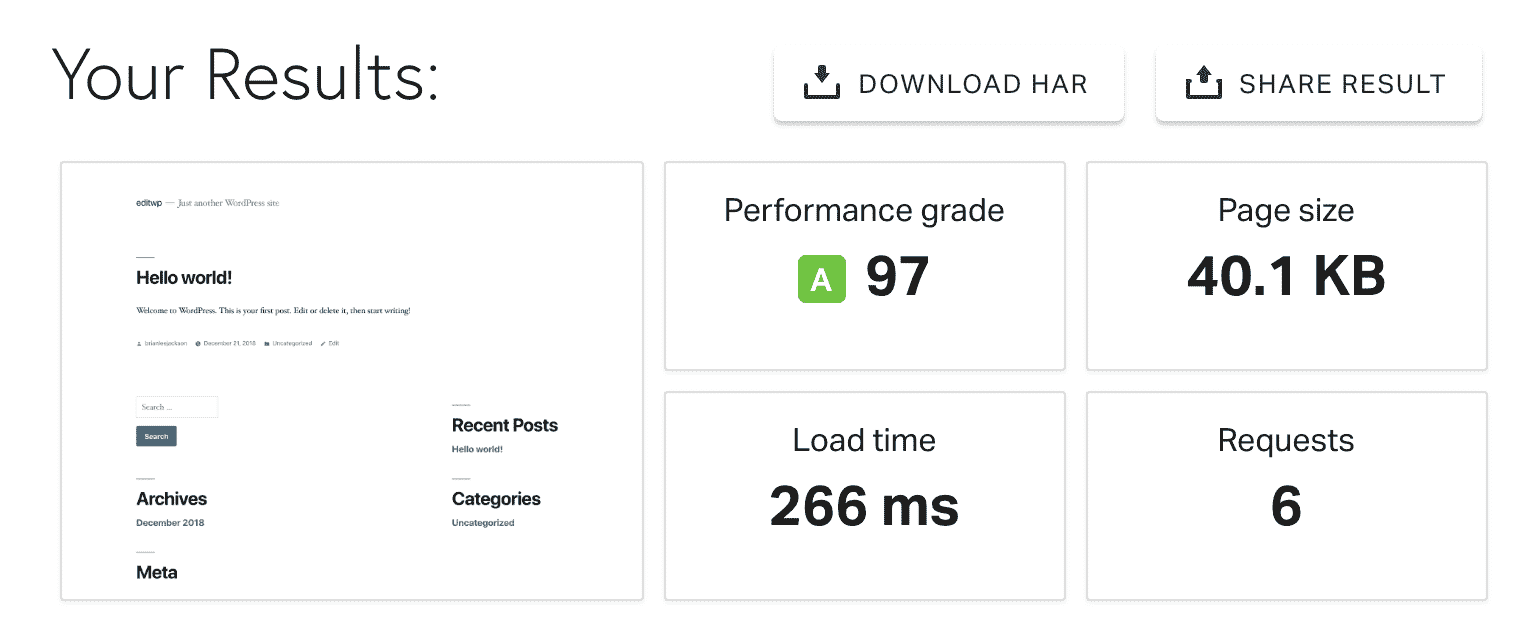 Your Results:
DOWNLOAD HAR
SHARE RESULT
editwp — Just another WordPress site
Hello world!
Welcome to WordPress. This is your first post. Edit or delete it, then start writing!
brianleejackson December 21, 2018 Uncategorized Edit
Search ...
Search
Recent Posts
Hello world!
Archives
December 2018
Categories
Uncategorized
Meta
Performance grade
A 97
Page size
40.1 KB
Load time
266 ms
Requests
6